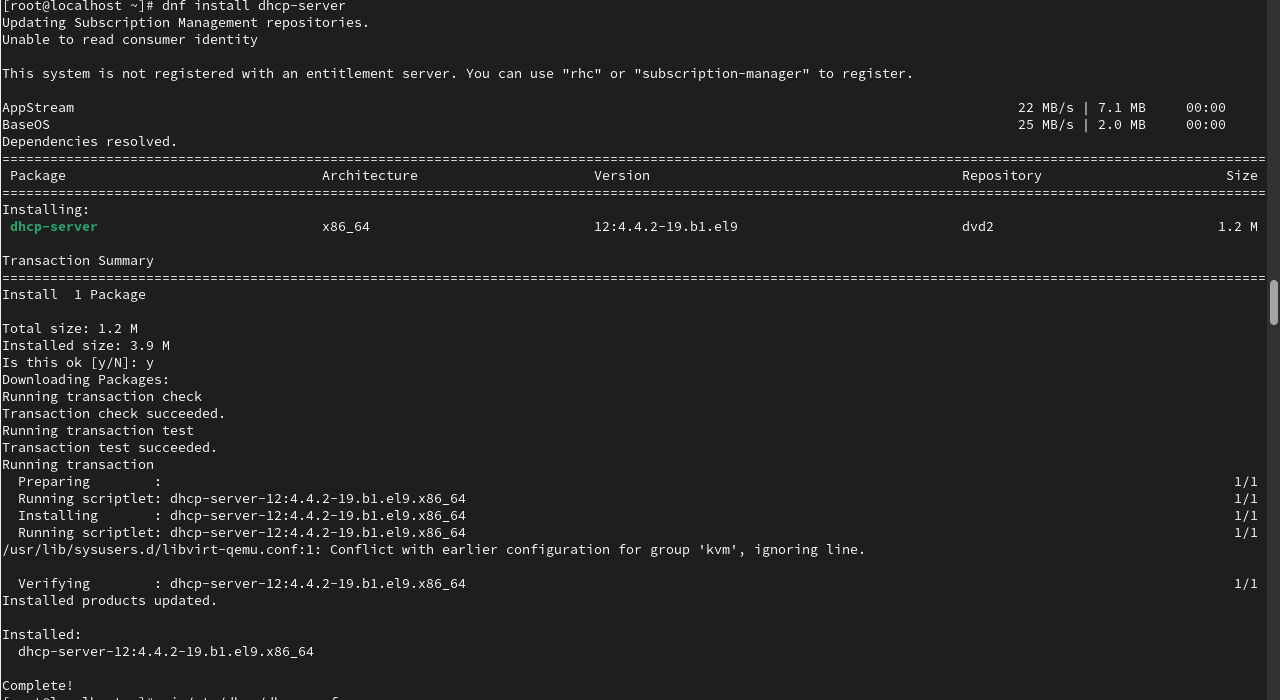 [root@localhost ~]# dnf install dhcp-server
Updating Subscription Management repositories.
Unable to read consumer identity
This system is not registered with an entitlement server. You can use "rhc" or "subscription-manager" to register.
AppStream 22 MB/s | 7.1 MB 00:00
BaseOS 25 MB/s | 2.0 MB 00:00
Dependencies resolved.
Package Architecture Version Repository Size
Installing:
dhcp-server x86_64 12:4.4.2-19.b1.el9 dvd2 1.2 M
Transaction Summary
Install 1 Package
Total size: 1.2 M
Installed size: 3.9 M
Is this ok [y/N]: y
Downloading Packages:
Running transaction check
Transaction check succeeded.
Running transaction test
Transaction test succeeded.
Running transaction
Preparing : 1/1
Running scriptlet: dhcp-server-12:4.4.2-19.b1.el9.x86_64 1/1
Installing : dhcp-server-12:4.4.2-19.b1.el9.x86_64 1/1
Running scriptlet: dhcp-server-12:4.4.2-19.b1.el9.x86_64 1/1
/usr/lib/sysusers.d/libvirt-qemu.conf:1: Conflict with earlier configuration for group 'kvm', ignoring line.
Verifying : dhcp-server-12:4.4.2-19.b1.el9.x86_64 1/1
Installed products updated.
Installed:
dhcp-server-12:4.4.2-19.b1.el9.x86_64
Complete!